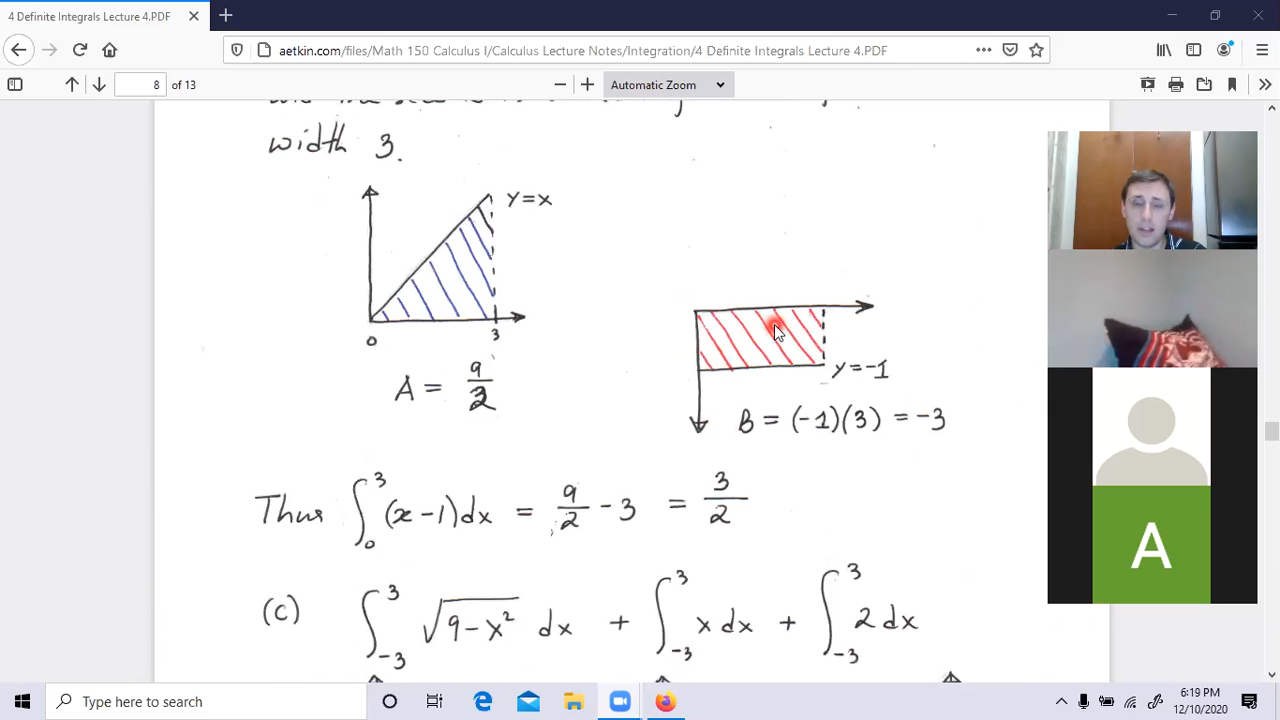 4 Definite Integrals Lecture 4.PDF
aetkin.com/files/Math 150 Calculus I/Calculus Lecture Notes/Integration/4 Definite Integrals Lecture 4.PDF
8 of 13
Automatic Zoom
width 3.
y=x
0
3
y=-1
A = 9/2
B = (-1)(3) = -3
Thus ∫₀³ (x-1)dx = 9/2 - 3 = 3/2
(c) ∫₋₃³ √(9-x²) dx + ∫₋₃³ x dx + ∫₋₃³ 2 dx
A
Type here to search
6:19 PM
12/10/2020